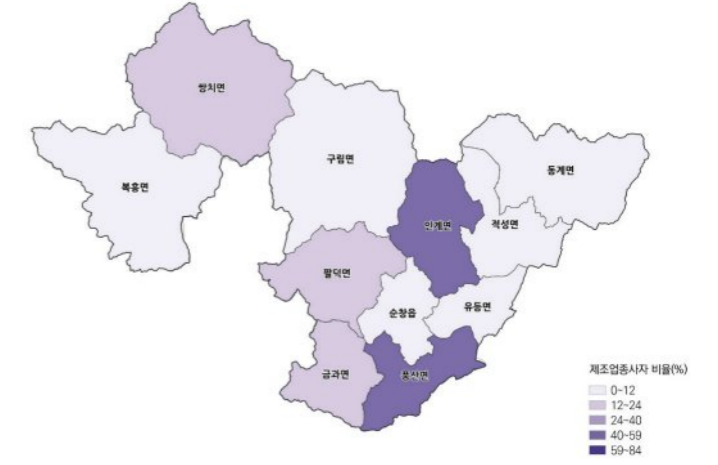 쌍치면
구림면
동계면
복흥면
인계면
적성면
팔덕면
순창읍
유등면
금과면
풍산면
제조업종사자 비율(%)
0~12
12~24
24~40
40~59
59~84